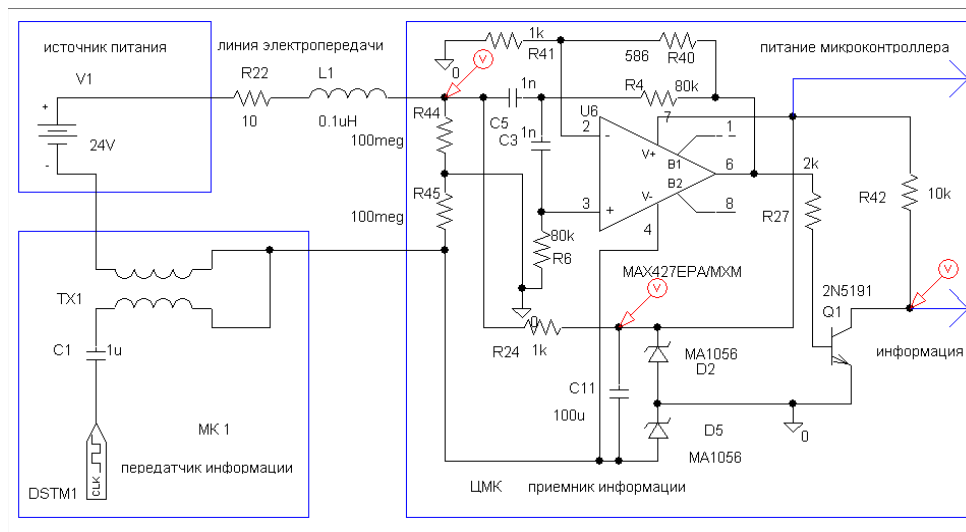 источник питания
линия электропередачи
питание микроконтроллера
V1
+
24V
-
R22
10
L1
0.1uH
R44
100meg
R45
100meg
1k
R41
0
V
586
R40
R4
80k
1n
C5
C3
1n
U6
2
-
7
V+
B1
1
6
B2
8
V-
3
+
4
80k
R6
0
MAX427EPA/MXM
2k
R27
R42
10k
V
V
2N5191
Q1
R24
1k
MA1056
D2
C11
100u
D5
MA1056
0
информация
TX1
C1
1u
МК 1
передатчик информации
DSTM1
CLK
ЦМК
приемник информации